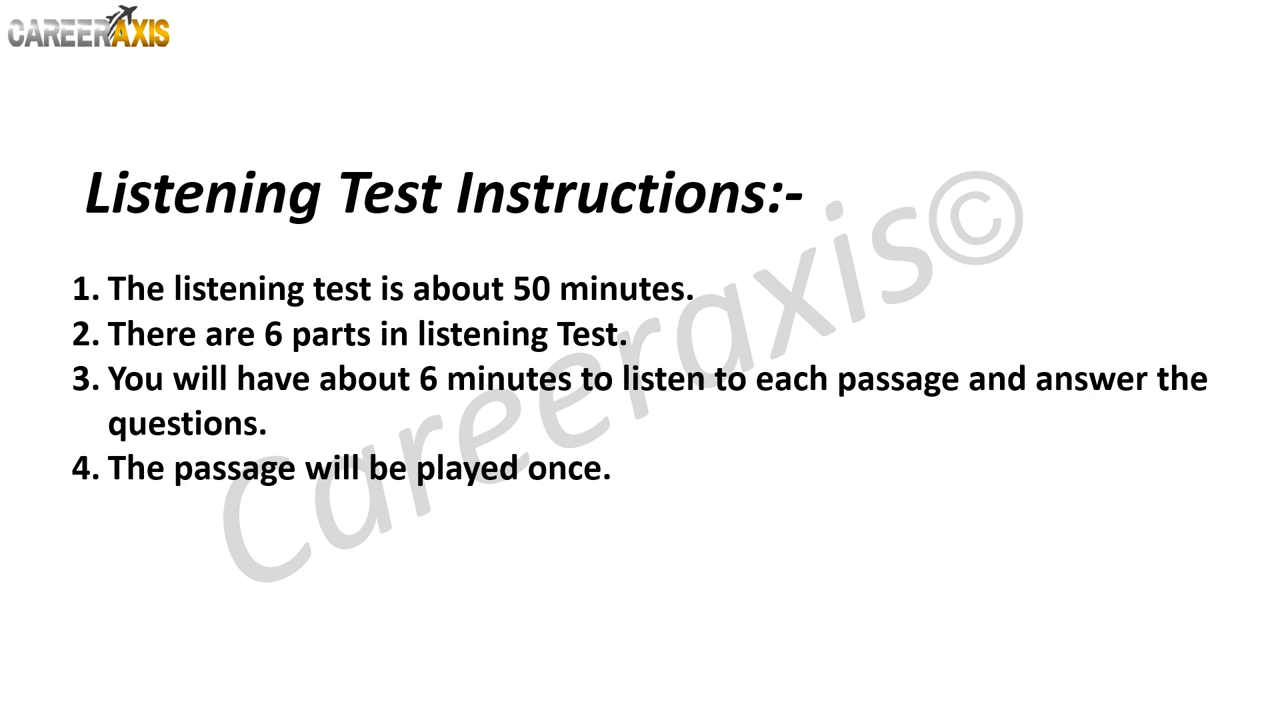 CAREERAXIS
Listening Test Instructions:-
1. The listening test is about 50 minutes.
2. There are 6 parts in listening Test.
3. You will have about 6 minutes to listen to each passage and answer the
questions.
4. The passage will be played once.
Careeraxis©